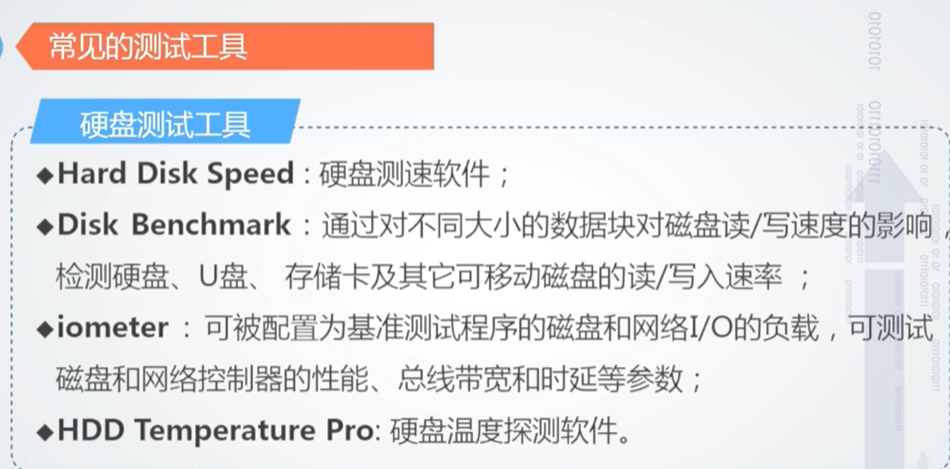 常见的测试工具
硬盘测试工具
◆Hard Disk Speed : 硬盘测速软件；
◆Disk Benchmark ：通过对不同大小的数据块对磁盘读/写速度的影响，
检测硬盘、U盘、 存储卡及其它可移动磁盘的读/写入速率 ；
◆iometer ：可被配置为基准测试程序的磁盘和网络I/O的负载，可测试
磁盘和网络控制器的性能、总线带宽和时延等参数；
◆HDD Temperature Pro: 硬盘温度探测软件。